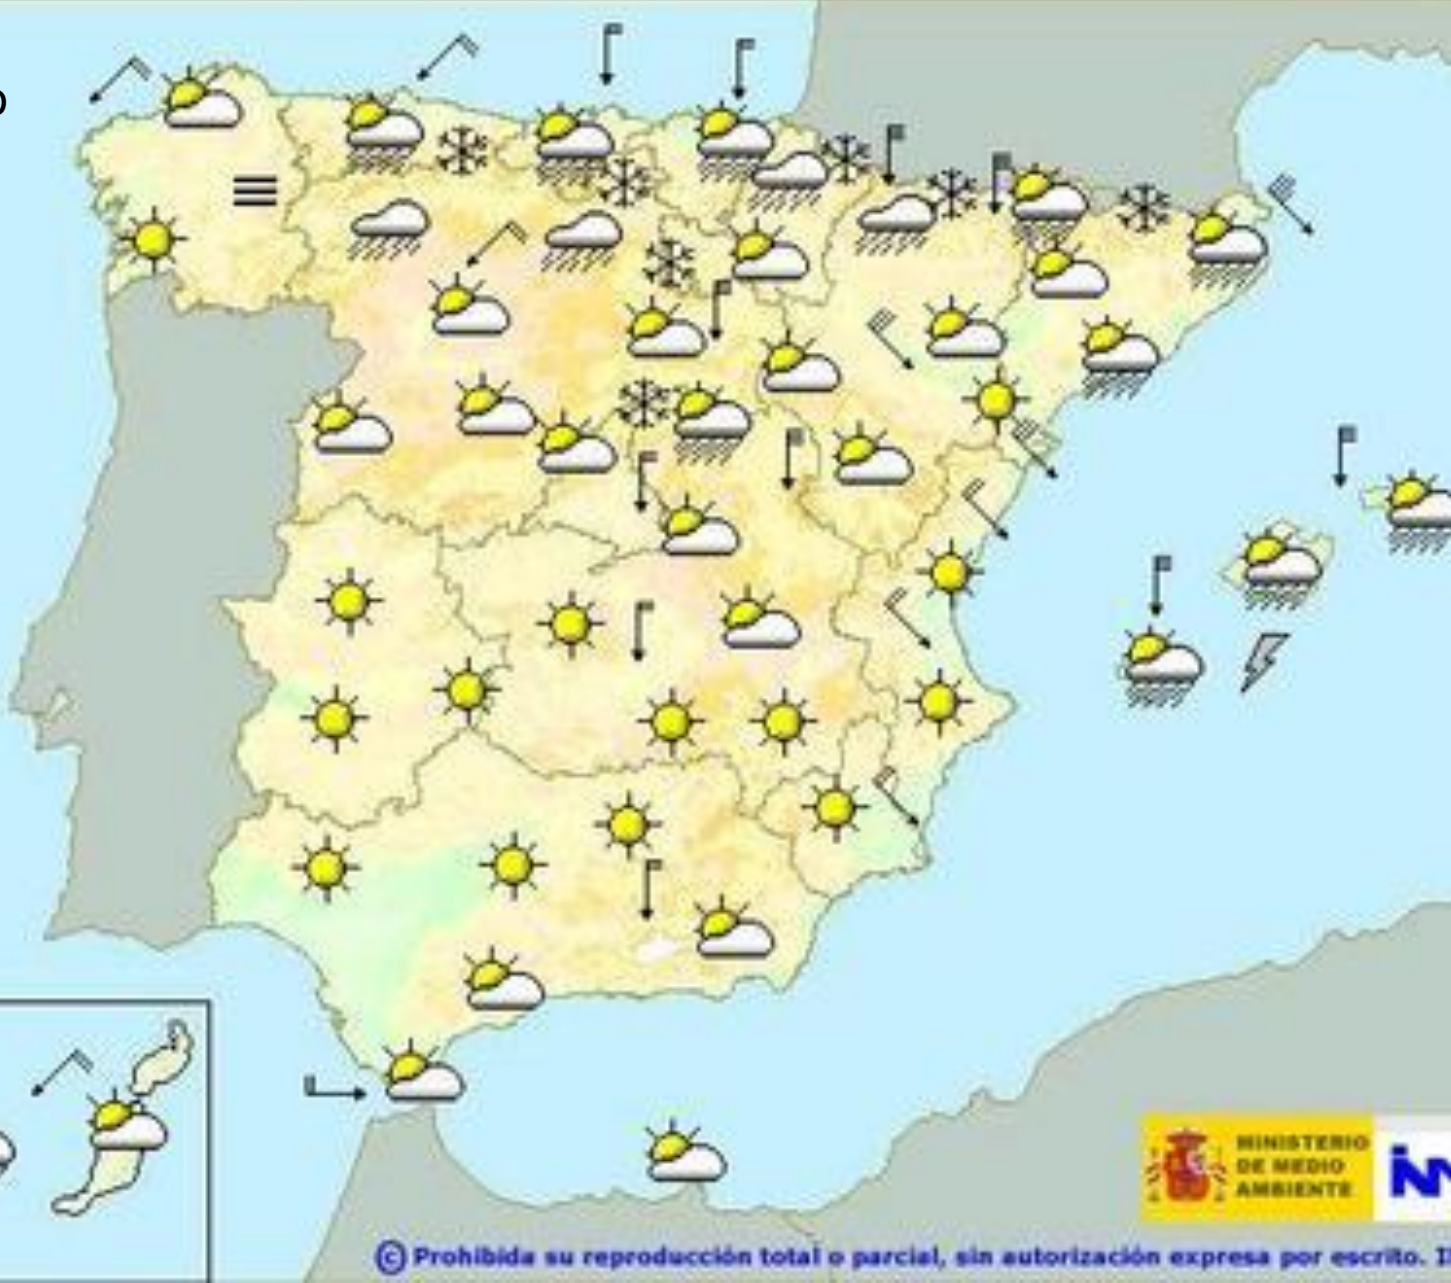 MINISTERIO
DE MEDIO
AMBIENTE
© Prohibida su reproducción total o parcial, sin autorización expresa por escrito.